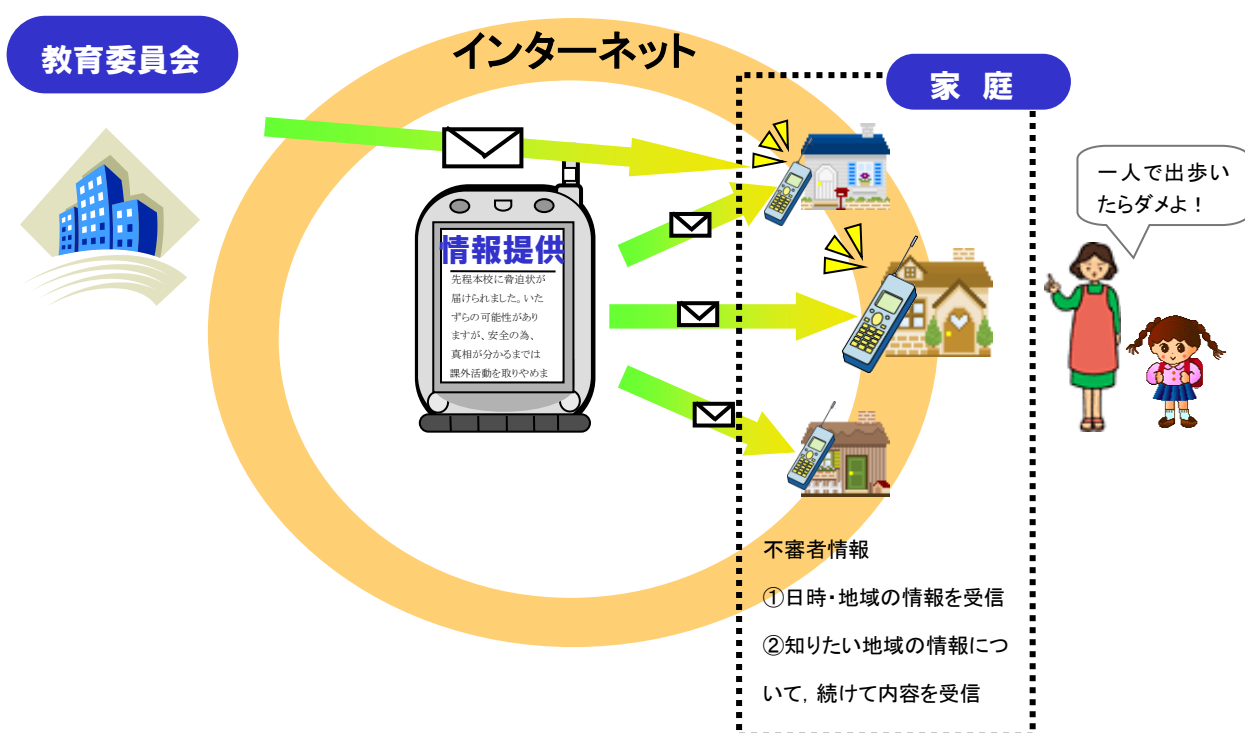 教育委員会
インターネット
家 庭
情報提供
先程本校に脅迫状が
届けられました。いた
ずらの可能性があり
ますが、安全の為、
真相が分かるまでは
課外活動を取りやめま
一人で出歩い
たらダメよ！
不審者情報
①日時・地域の情報を受信
②知りたい地域の情報につ
いて，続けて内容を受信